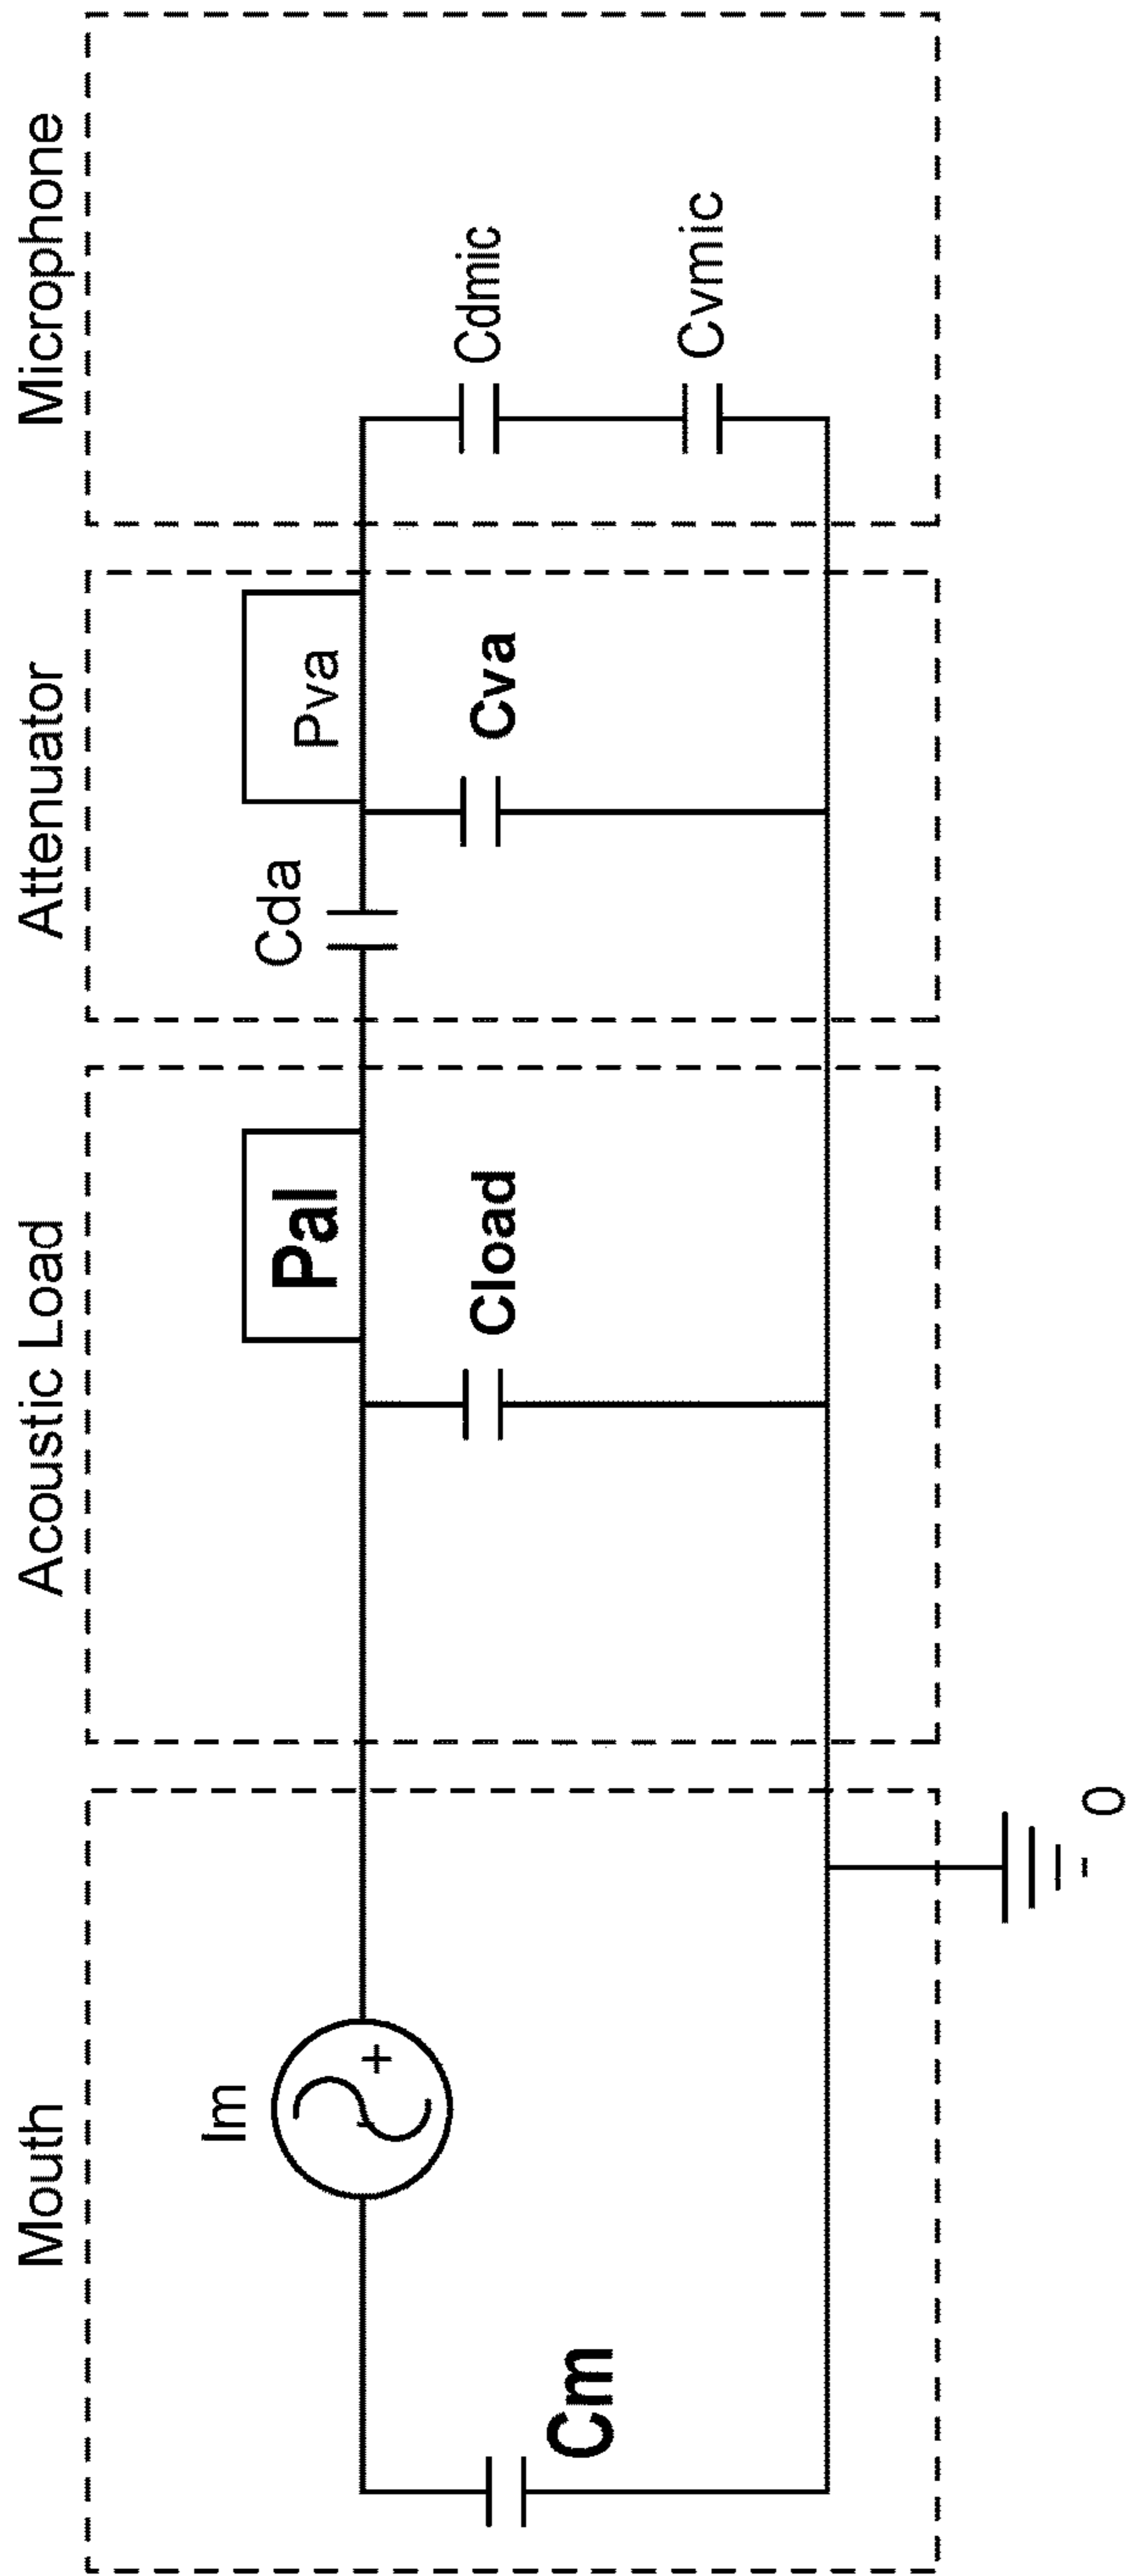 Mouth
Acoustic Load
Attenuator
Microphone
Im
+
-
Cm
Pal
Cload
Cda
Pva
Cva
Cdmic
Cvmic
0